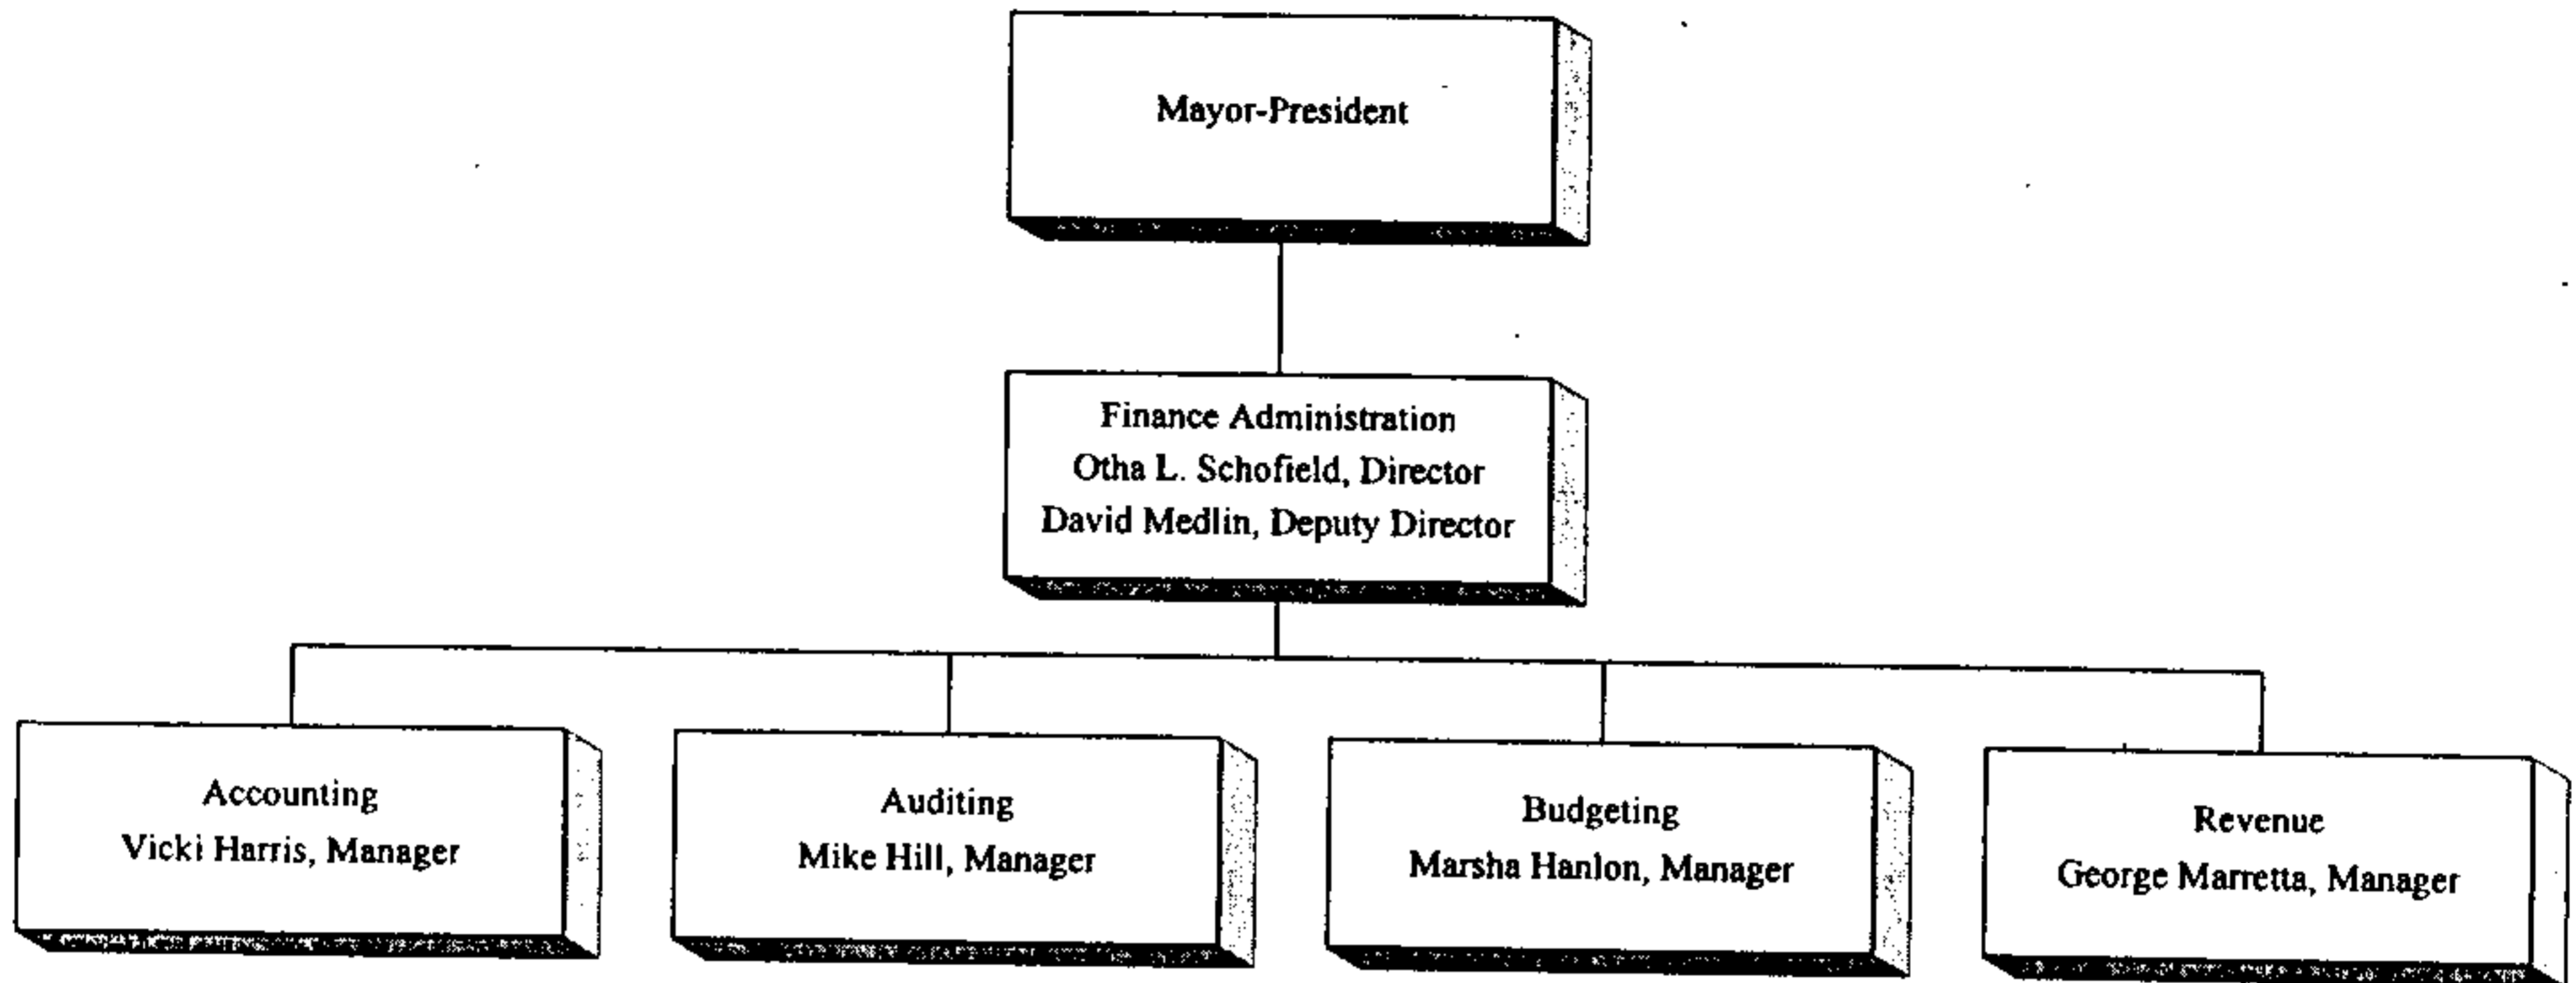 Mayor-President
Finance Administration
Otha L. Schofield, Director
David Medlin, Deputy Director
Accounting
Vicki Harris, Manager
Auditing
Mike Hill, Manager
Budgeting
Marsha Hanlon, Manager
Revenue
George Marretta, Manager